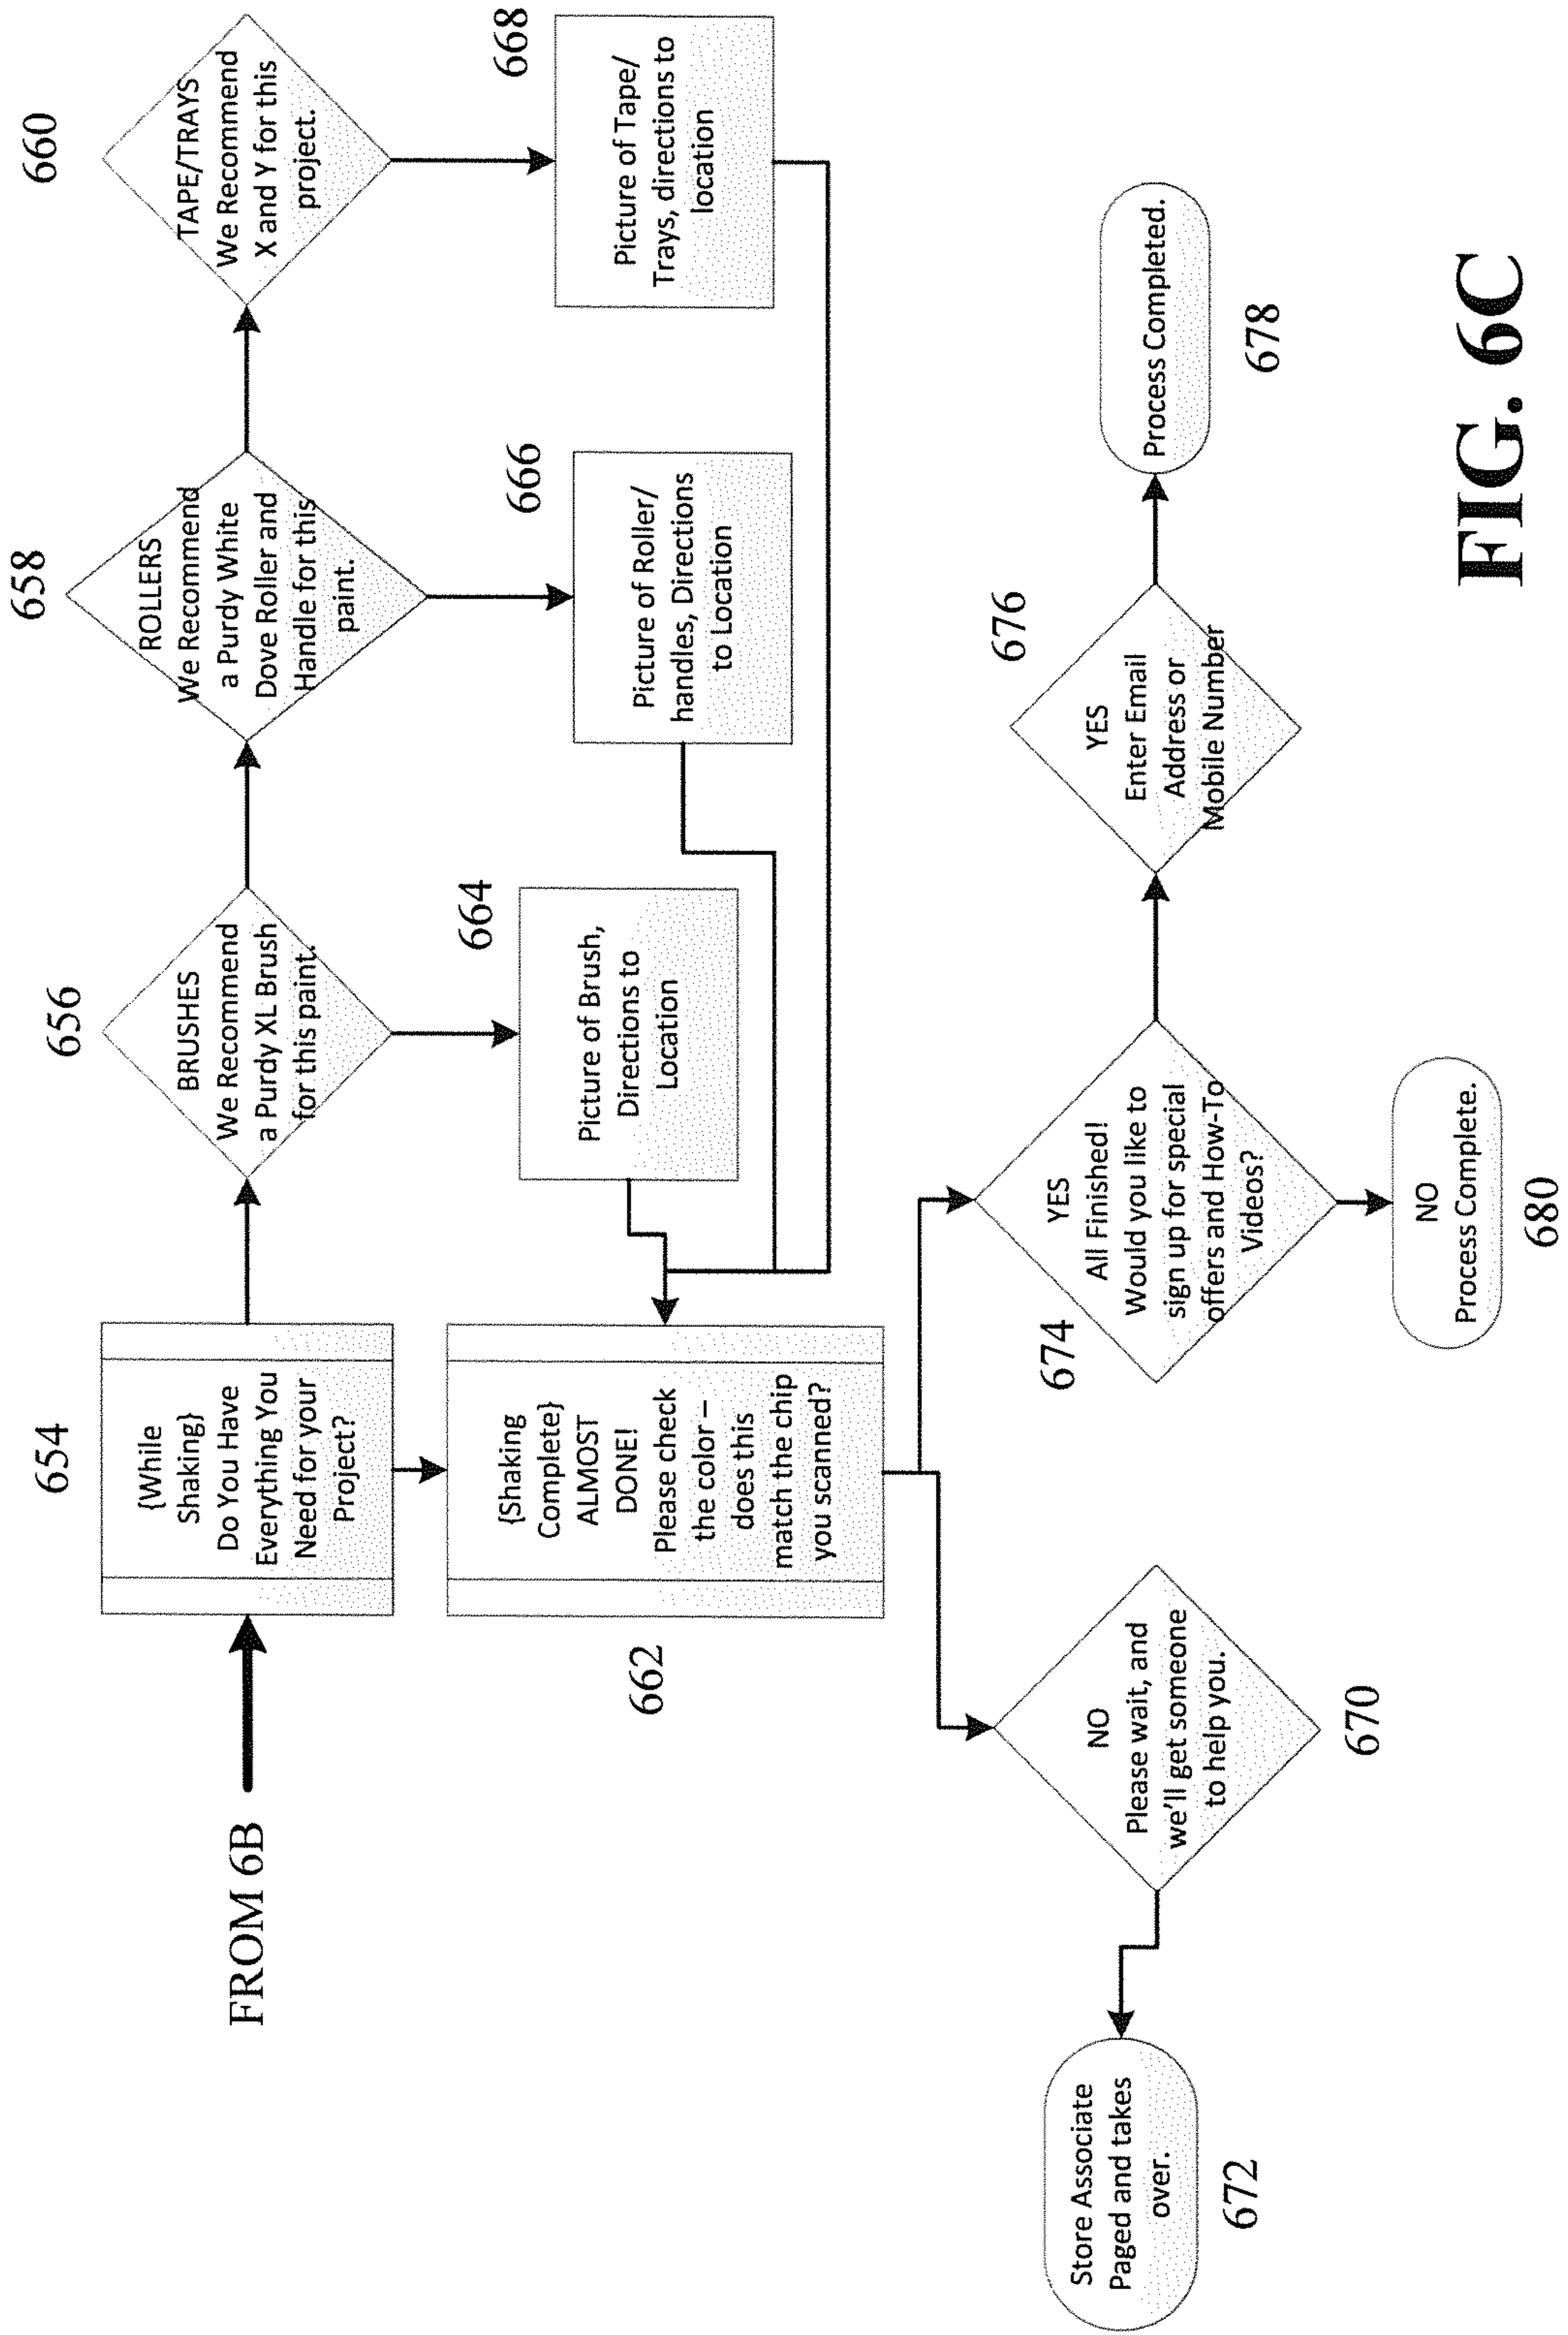 FROM 6B
654
{While
Shaking}
Do You Have
Everything You
Need for your
Project?
656
BRUSHES
We Recommend
a Purdy XL Brush
for this paint.
658
ROLLERS
We Recommend
a Purdy White
Dove Roller and
Handle for this
paint.
660
TAPE/TRAYS
We Recommend
X and Y for this
project.
662
{Shaking
Complete}
ALMOST
DONE!
Please check
the color –
does this
match the chip
you scanned?
664
Picture of Brush,
Directions to
Location
666
Picture of Roller/
handles, Directions
to Location
668
Picture of Tape/
Trays, directions to
location
672
Store Associate
Paged and takes
over.
670
NO
Please wait, and
we'll get someone
to help you.
674
YES
All Finished!
Would you like to
sign up for special
offers and How-To
Videos?
676
YES
Enter Email
Address or
Mobile Number
Process Completed.
678
NO
Process Complete.
680
FIG. 6C